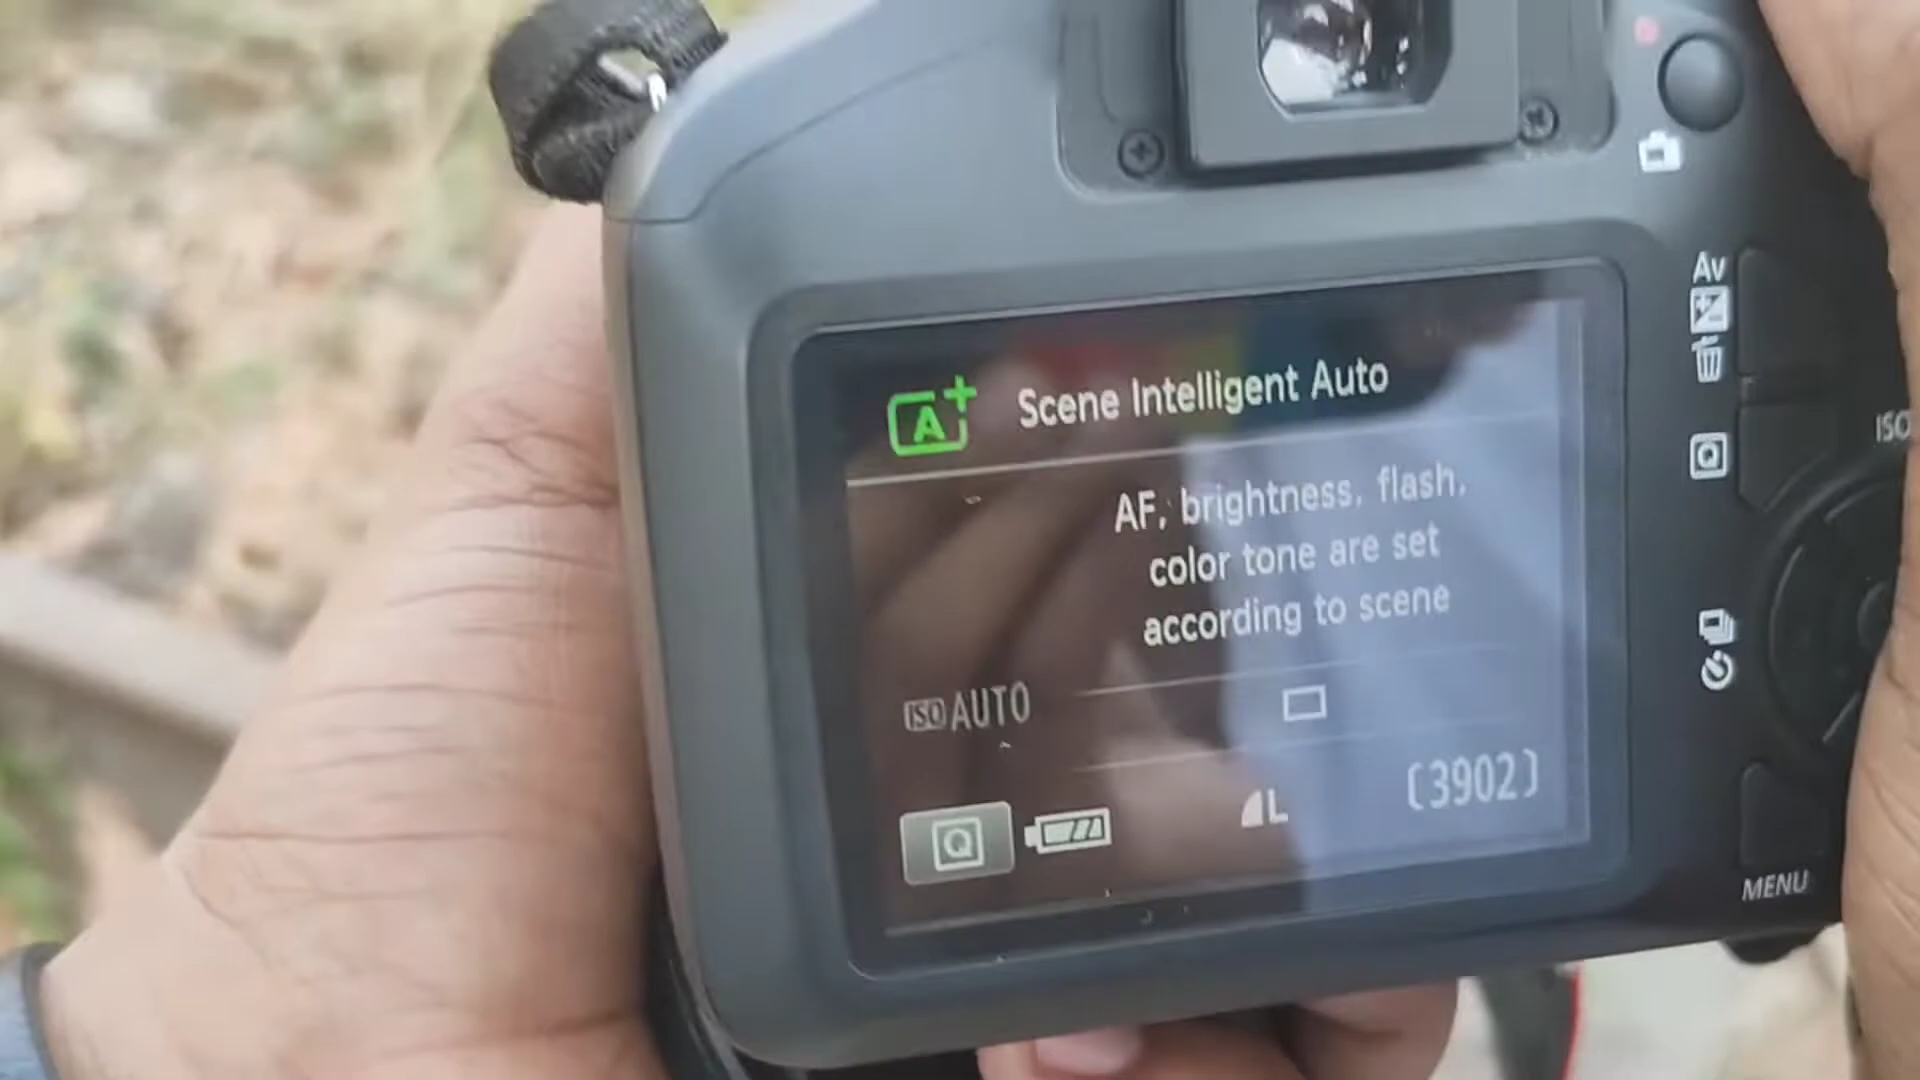 Scene Intelligent Auto
AF, brightness, flash,
color tone are set
according to scene
ISO AUTO
Q
L
[3902]
Av
Q
ISO
MENU
A+